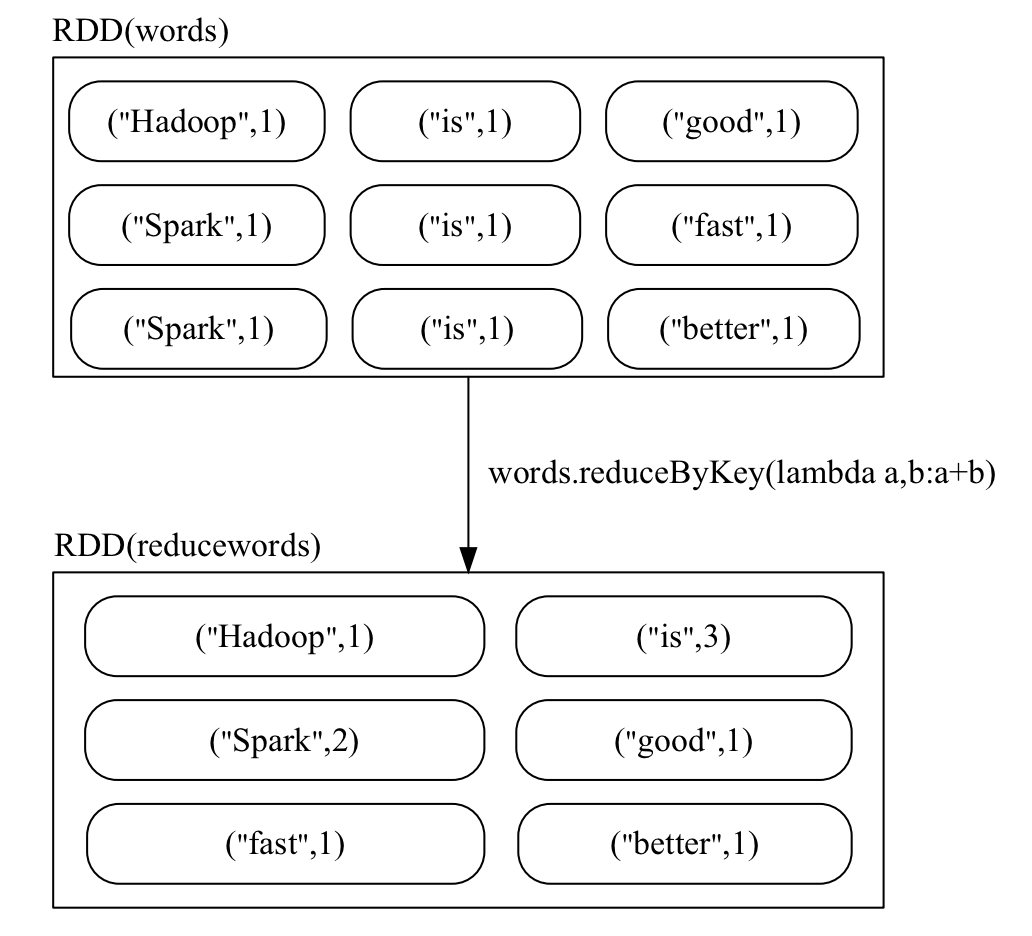 RDD(words)
("Hadoop",1) ("is",1) ("good",1)
("Spark",1) ("is",1) ("fast",1)
("Spark",1) ("is",1) ("better",1)
words.reduceByKey(lambda a,b:a+b)
RDD(reducewords)
("Hadoop",1) ("is",3)
("Spark",2) ("good",1)
("fast",1) ("better",1)